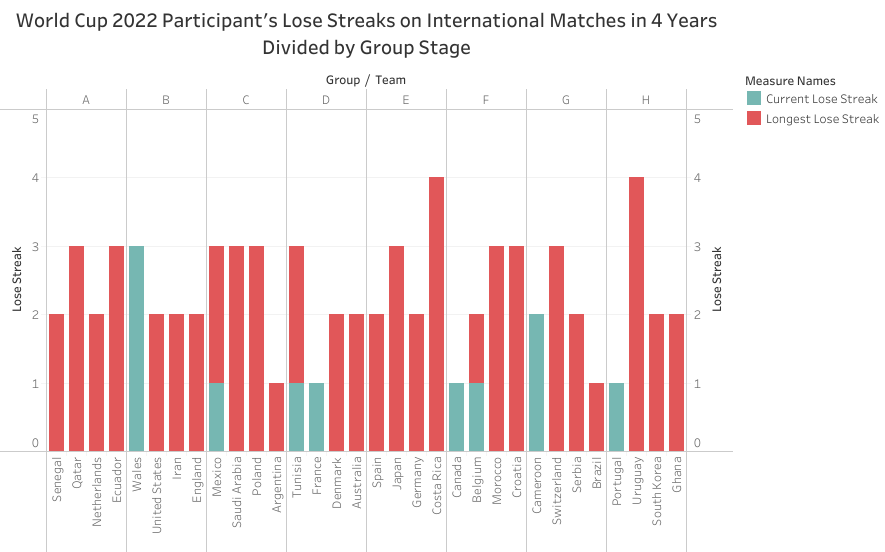 World Cup 2022 Participant's Lose Streaks on International Matches in 4 Years
Divided by Group Stage
Group / Team
Measure Names
Current Lose Streak
Longest Lose Streak
A B C D E F G H
5 5
4 4
3 3
2 2
1 1
0 0
Lose Streak
Lose Streak
Senegal
Qatar
Netherlands
Ecuador
Wales
United States
Iran
England
Mexico
Saudi Arabia
Poland
Argentina
Tunisia
France
Denmark
Australia
Spain
Japan
Germany
Costa Rica
Canada
Belgium
Morocco
Croatia
Cameroon
Switzerland
Serbia
Brazil
Portugal
Uruguay
South Korea
Ghana